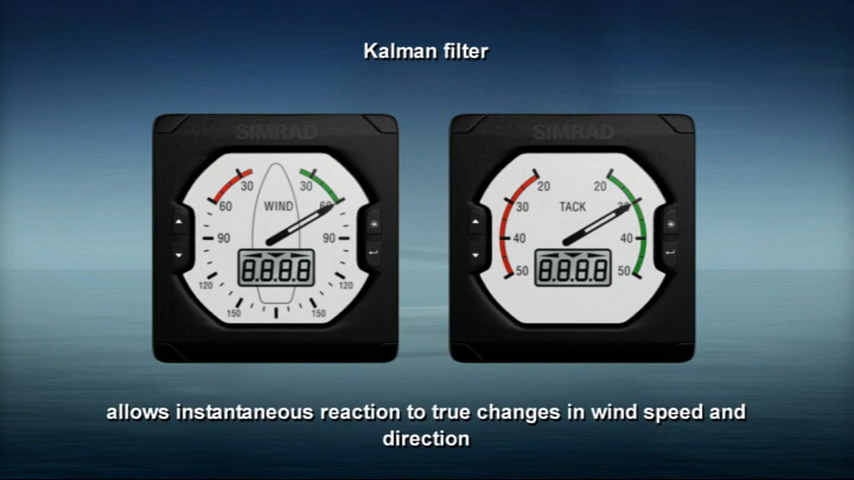 Kalman filter
SIMRAD
SIMRAD
30 30
20 20
60 WIND 60
30 TACK 30
90 90
40 40
8.8.8.8
8.8.8.8
120 120
50 50
150 150
allows instantaneous reaction to true changes in wind speed and
direction